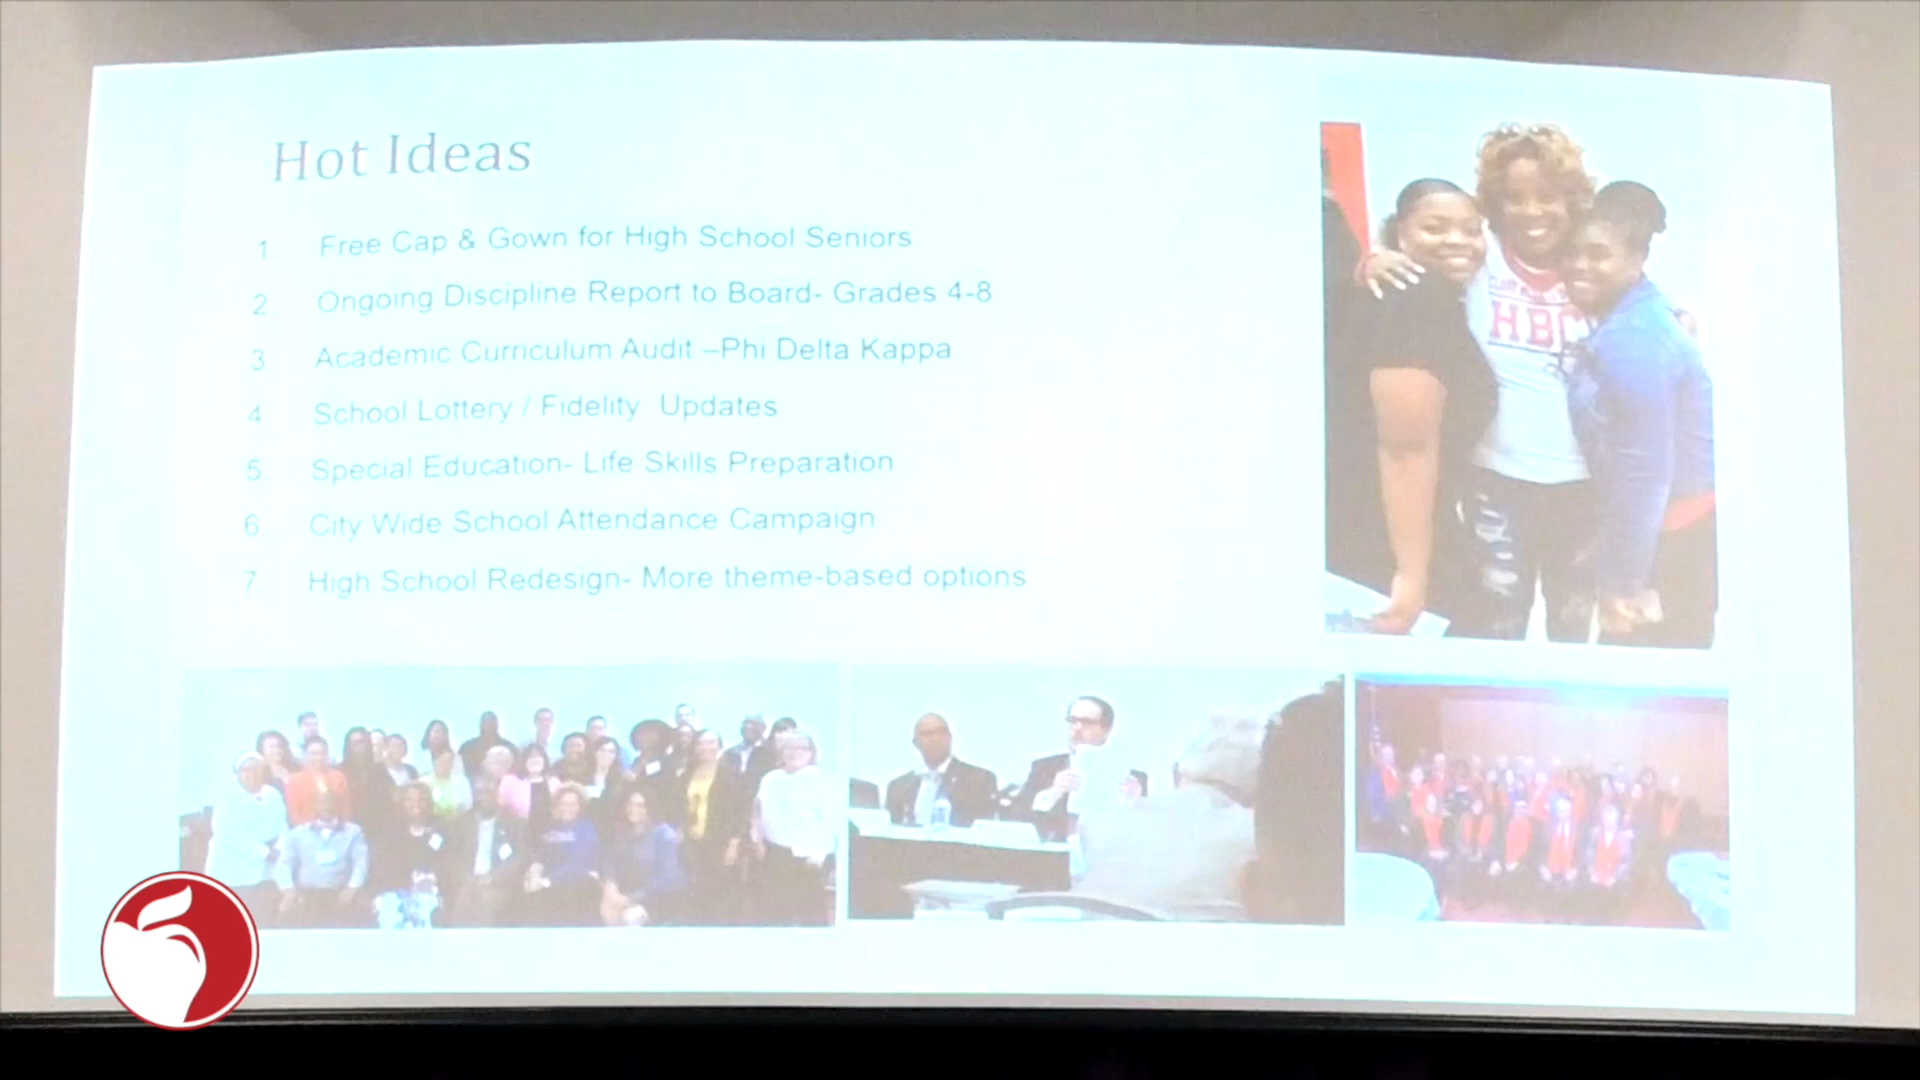 Hot Ideas
1 Free Cap & Gown for High School Seniors
2 Ongoing Discipline Report to Board- Grades 4-8
3 Academic Curriculum Audit –Phi Delta Kappa
4. School Lottery / Fidelity Updates
5 Special Education- Life Skills Preparation
6 City Wide School Attendance Campaign
7. High School Redesign- More theme-based options